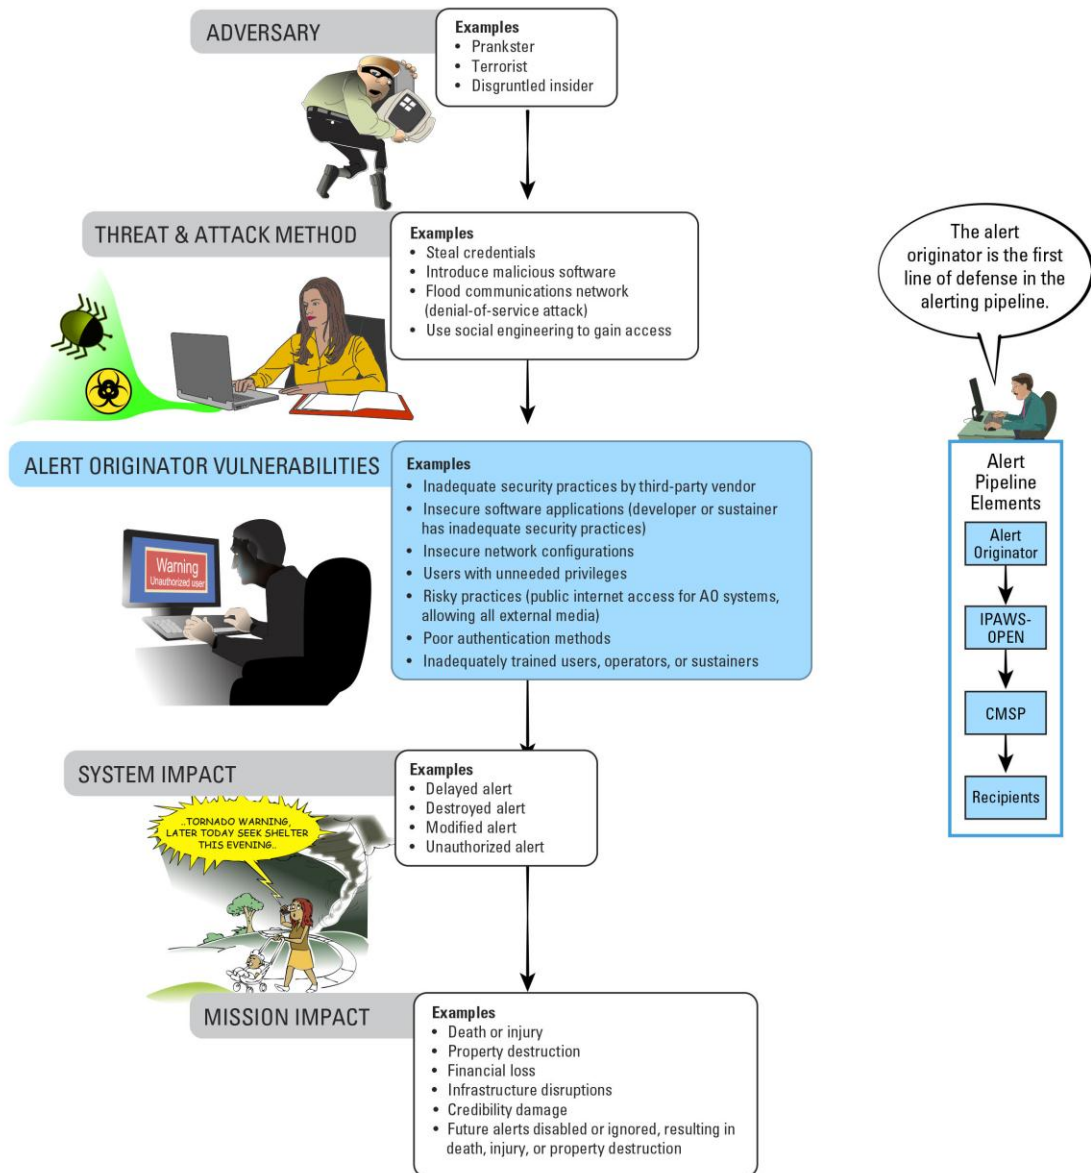 ADVERSARY
Examples
• Prankster
• Terrorist
• Disgruntled insider
THREAT & ATTACK METHOD
Examples
• Steal credentials
• Introduce malicious software
• Flood communications network
(denial-of-service attack)
• Use social engineering to gain access
ALERT ORIGINATOR VULNERABILITIES
Warning
Unauthorized user
Examples
• Inadequate security practices by third-party vendor
• Insecure software applications (developer or sustainer
has inadequate security practices)
• Insecure network configurations
• Users with unneeded privileges
• Risky practices (public internet access for AO systems,
allowing all external media)
• Poor authentication methods
• Inadequately trained users, operators, or sustainers
SYSTEM IMPACT
..TORNADO WARNING,
LATER TODAY SEEK SHELTER
THIS EVENING..
Examples
• Delayed alert
• Destroyed alert
• Modified alert
• Unauthorized alert
MISSION IMPACT
Examples
• Death or injury
• Property destruction
• Financial loss
• Infrastructure disruptions
• Credibility damage
• Future alerts disabled or ignored, resulting in
death, injury, or property destruction
The alert
originator is the first
line of defense in the
alerting pipeline.
Alert
Pipeline
Elements
Alert
Originator
IPAWS-
OPEN
CMSP
Recipients